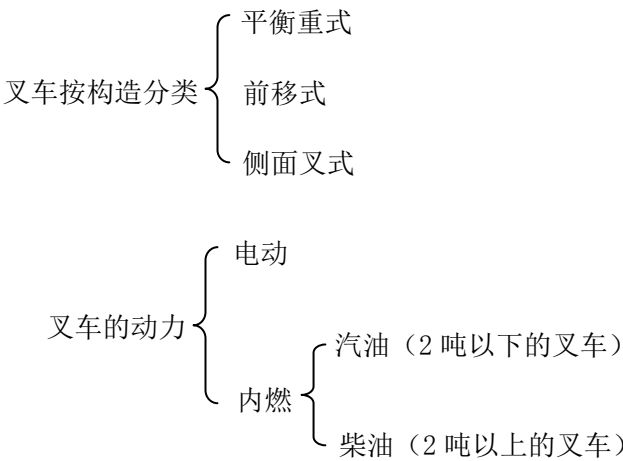 平衡重式
叉车按构造分类
前移式
侧面叉式
电动
叉车的动力
汽油（2 吨以下的叉车）
内燃
柴油（2 吨以上的叉车）